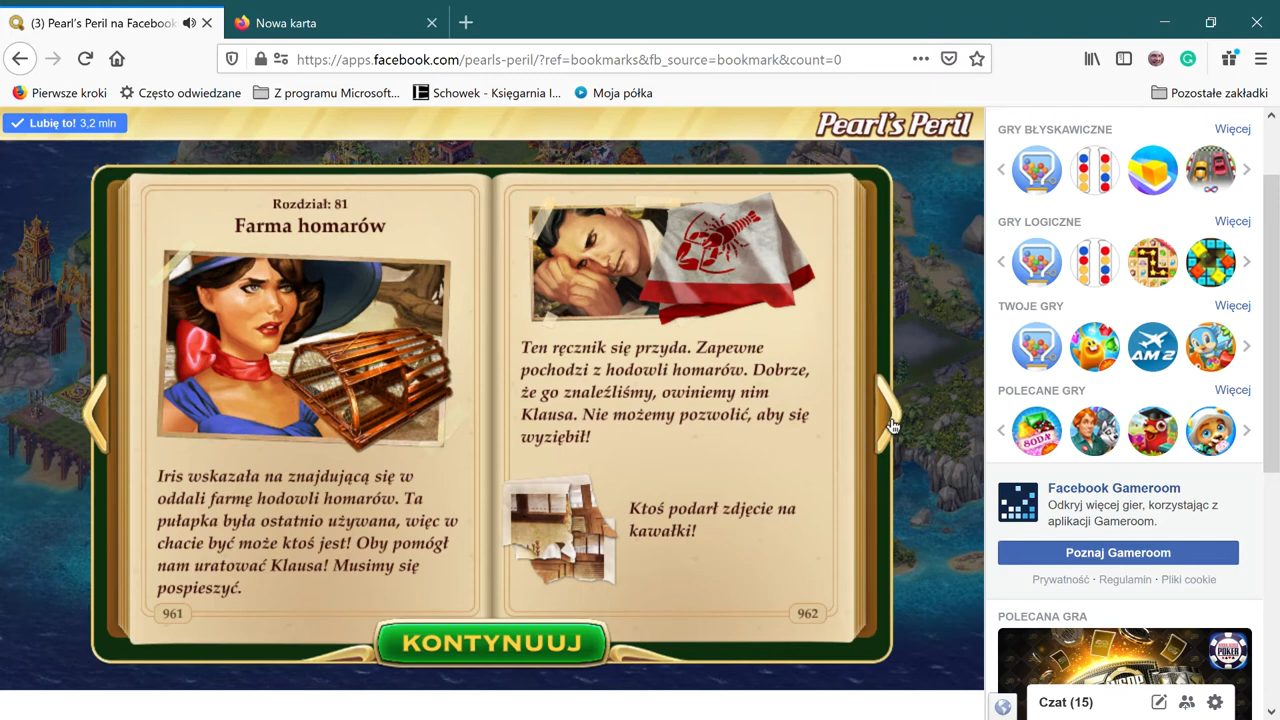 (3) Pearl's Peril na Facebook
Nowa karta
https://apps.facebook.com/pearls-peril/?ref=bookmarks&fb_source=bookmark&count=0
Pierwsze kroki
Często odwiedzane
Z programu Microsoft...
Schowek - Księgarnia I...
Moja półka
Pozostałe zakładki
Lubię to! 3,2 mln
Pearl's Peril
Rozdział: 81
Farma homarów
Iris wskazała na znajdującą się w
oddali farmę hodowli homarów. Ta
pułapka była ostatnio używana, więc w
chacie być może ktoś jest! Oby pomógł
nam uratować Klausa! Musimy się
pospieszyć.
961
Ten ręcznik się przyda. Zapewne
pochodzi z hodowli homarów. Dobrze,
że go znaleźliśmy, owiniemy nim
Klausa. Nie możemy pozwolić, aby się
wyziębił!
Ktoś podarł zdjęcie na
kawałki!
962
KONTYNUUJ
GRY BŁYSKAWICZNE
Więcej
GRY LOGICZNE
Więcej
TWOJE GRY
Więcej
AM 2
POLECANE GRY
Więcej
SODA
Facebook Gameroom
Odkryj więcej gier, korzystając z
aplikacji Gameroom.
Poznaj Gameroom
Prywatność · Regulamin · Pliki cookie
POLECANA GRA
POKER
Czat (15)